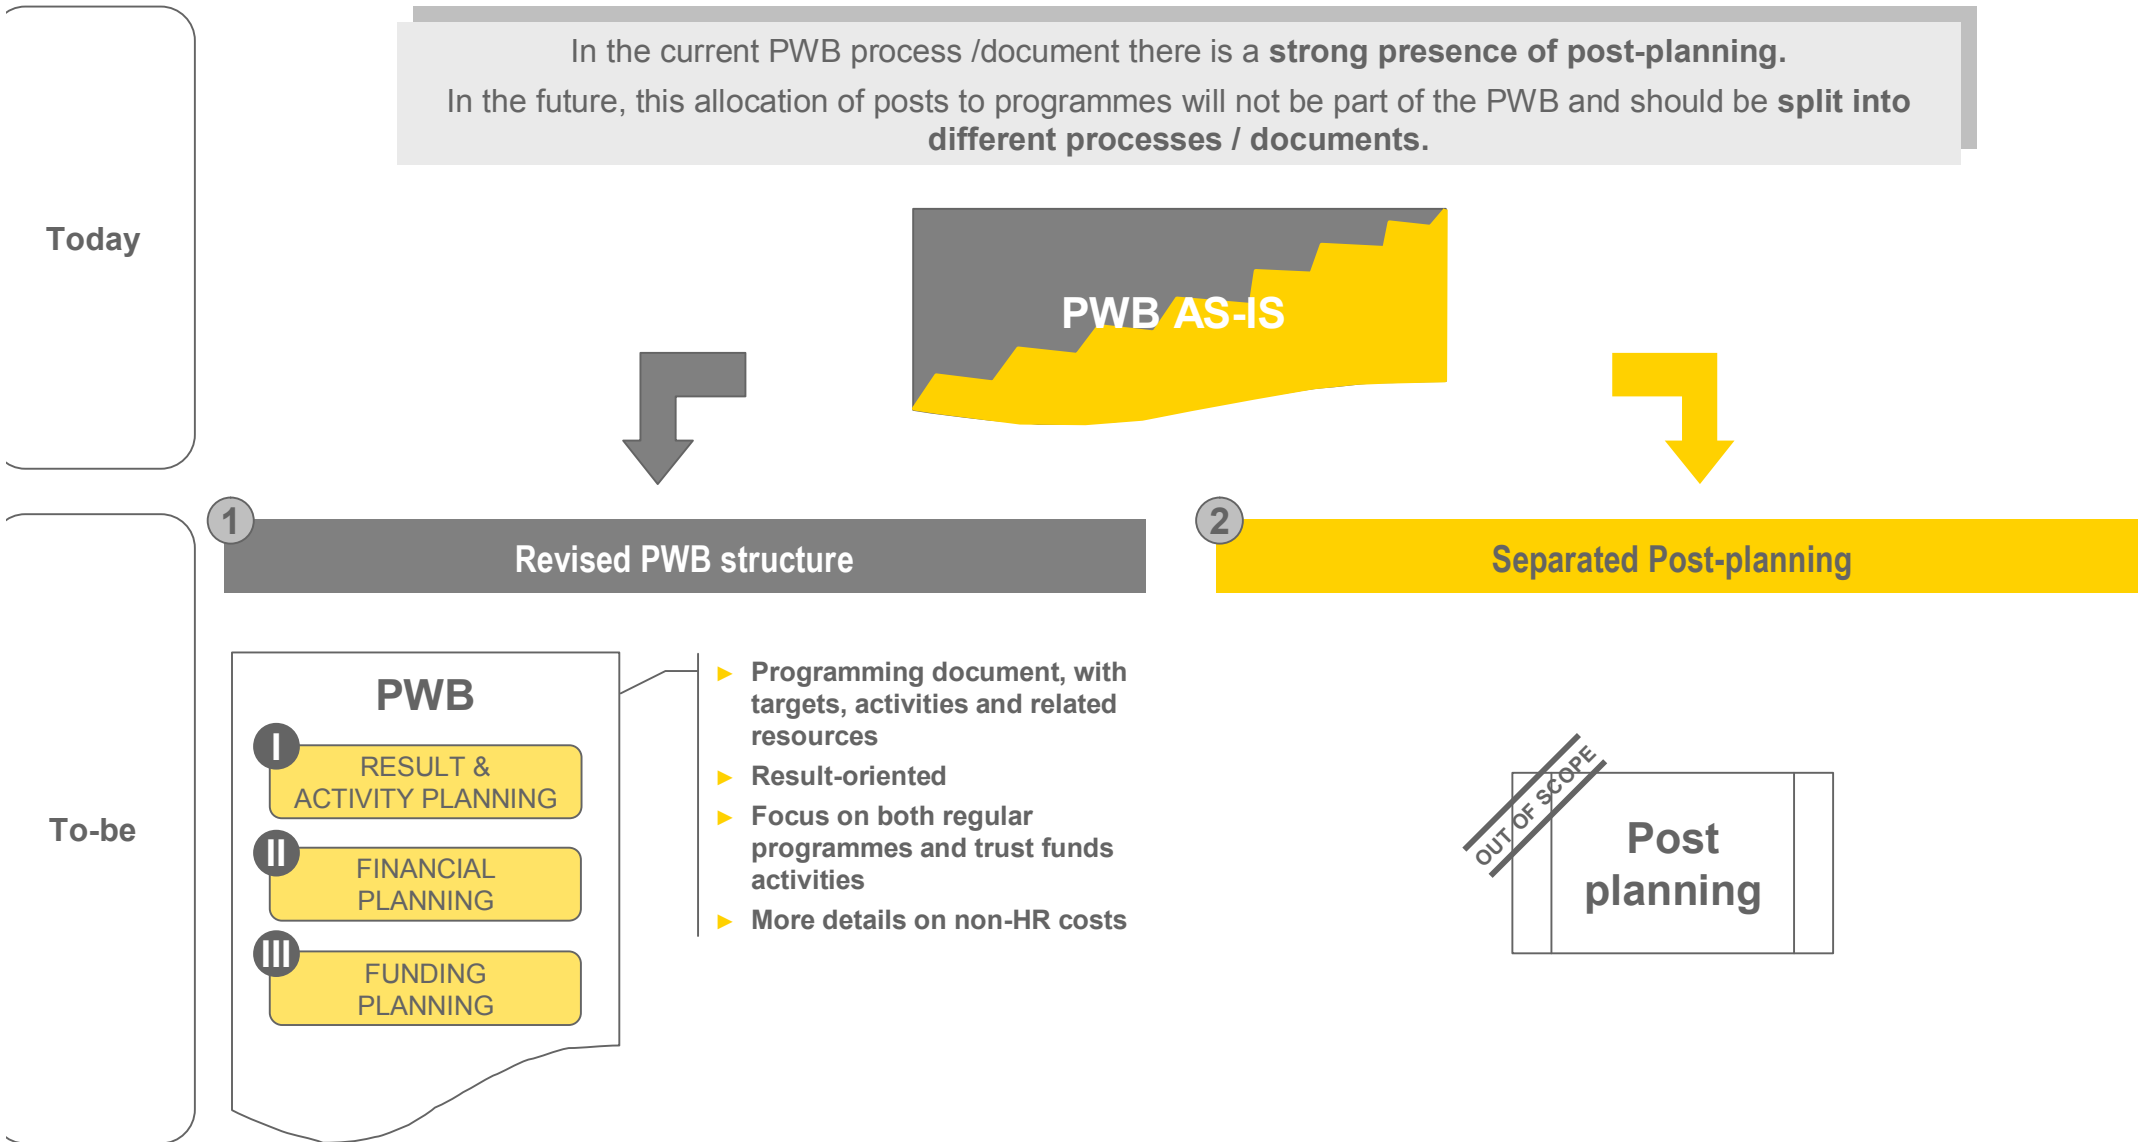 In the current PWB process /document there is a strong presence of post-planning.
In the future, this allocation of posts to programmes will not be part of the PWB and should be split into
different processes / documents.
Today
PWB AS-IS
1
Revised PWB structure
2
Separated Post-planning
To-be
PWB
I
RESULT &
ACTIVITY PLANNING
II
FINANCIAL
PLANNING
III
FUNDING
PLANNING
► Programming document, with
targets, activities and related
resources
► Result-oriented
► Focus on both regular
programmes and trust funds
activities
► More details on non-HR costs
OUT OF SCOPE
Post
planning